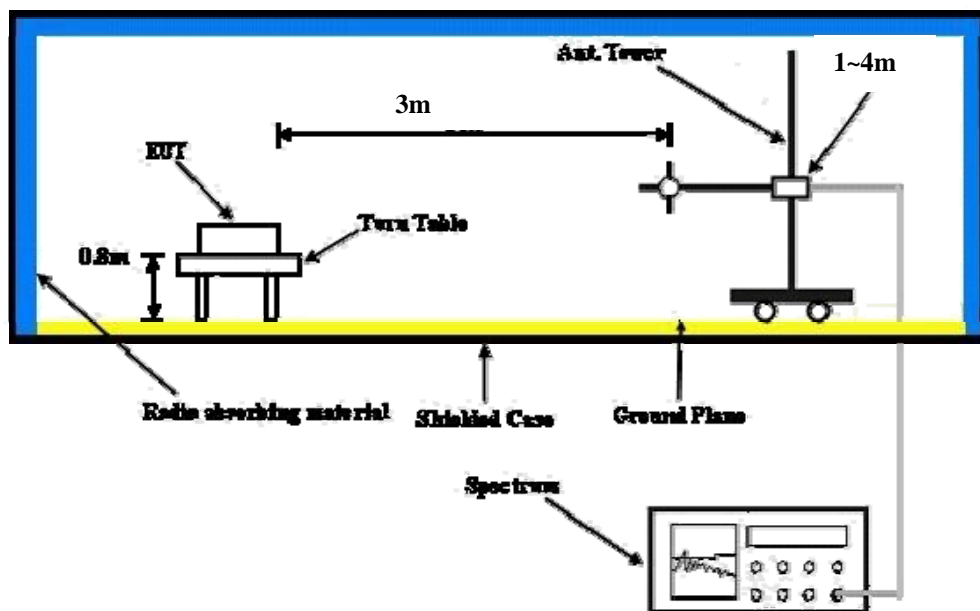 Ant. Tower
1~4m
3m
EUT
Turn Table
0.8m
Radio absorbing material
Shielded Case
Ground Plane
Spectrum